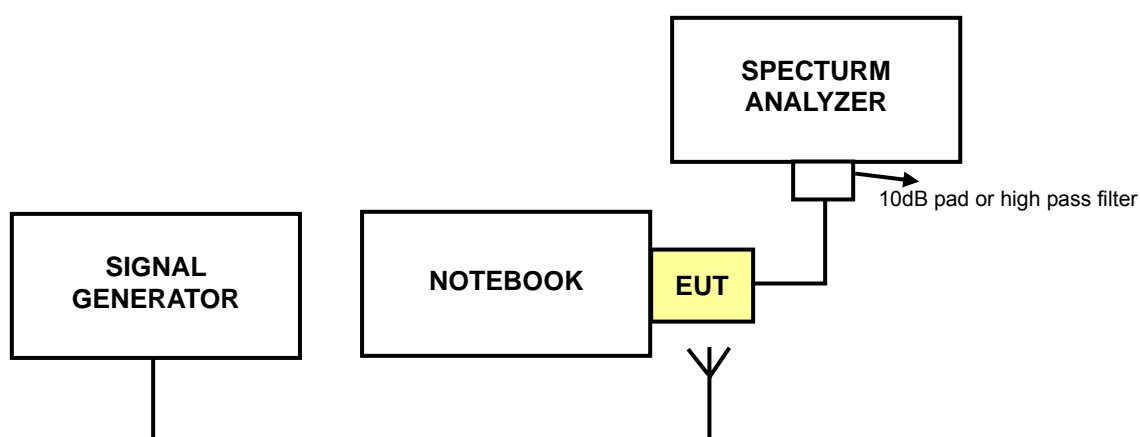 SPECTURM
ANALYZER
10dB pad or high pass filter
SIGNAL
GENERATOR
NOTEBOOK
EUT